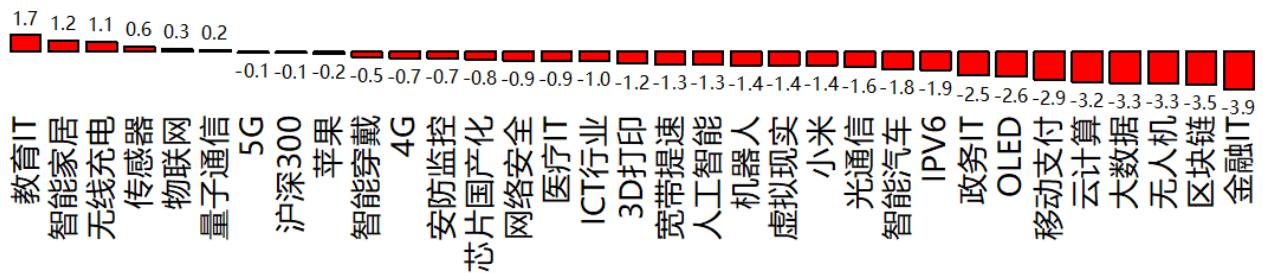 1.7
1.2
1.1
0.6
0.3
0.2
-0.1
-0.1
-0.2
-0.5
-0.7
-0.7
-0.8
-0.9
-0.9
-1.0
-1.2
-1.3
-1.3
-1.4
-1.4
-1.4
-1.6
-1.8
-1.9
-2.5
-2.6
-2.9
-3.2
-3.3
-3.3
-3.5
-3.9
教育IT
智能家居
无线充电
传感器
物联网
量子通信
5G
沪深300
苹果
智能穿戴
4G
安防监控
芯片国产化
网络安全
医疗IT
ICT行业
3D打印
宽带提速
人工智能
机器人
虚拟现实
小米
光通信
智能汽车
IPV6
政务IT
OLED
移动支付
云计算
大数据
无人机
区块链
金融IT